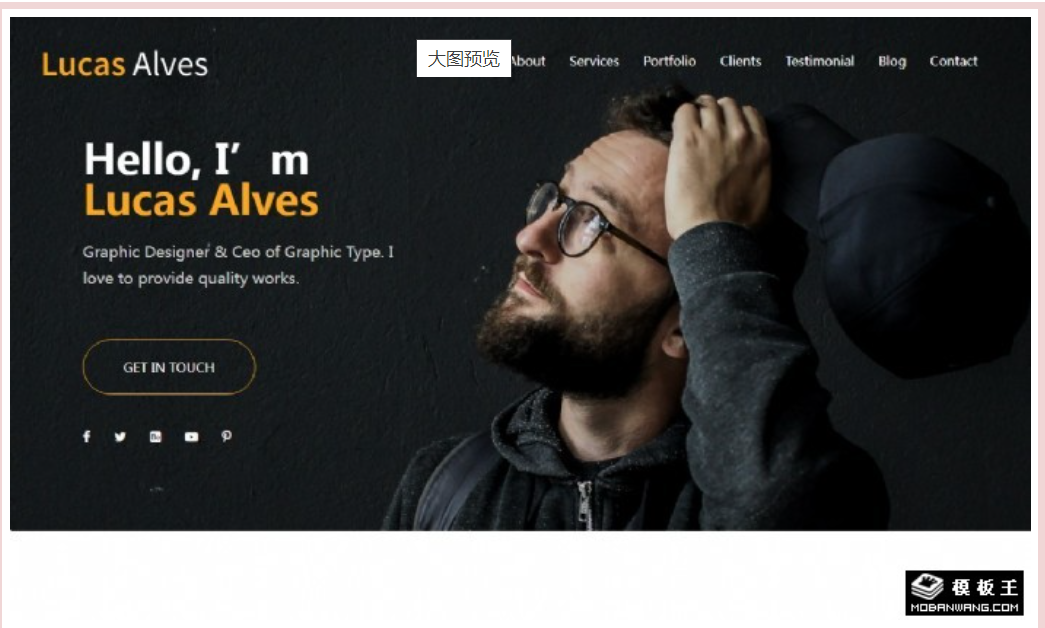 Lucas Alves
大图预览
About Services Portfolio Clients Testimonial Blog Contact
Hello, I’ m
Lucas Alves
Graphic Designer & Ceo of Graphic Type. I
love to provide quality works.
GET IN TOUCH
模板王
MOBANWANG.COM